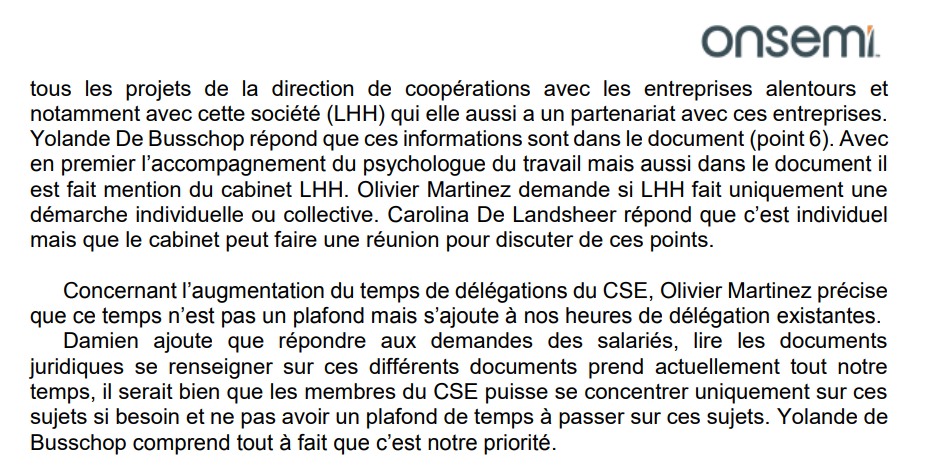 onsemi
tous les projets de la direction de coopérations avec les entreprises alentours et
notamment avec cette société (LHH) qui elle aussi a un partenariat avec ces entreprises.
Yolande De Busschop répond que ces informations sont dans le document (point 6). Avec
en premier l’accompagnement du psychologue du travail mais aussi dans le document il
est fait mention du cabinet LHH. Olivier Martinez demande si LHH fait uniquement une
démarche individuelle ou collective. Carolina De Landsheer répond que c’est individuel
mais que le cabinet peut faire une réunion pour discuter de ces points.
Concernant l’augmentation du temps de délégations du CSE, Olivier Martinez précise
que ce temps n’est pas un plafond mais s’ajoute à nos heures de délégation existantes.
Damien ajoute que répondre aux demandes des salariés, lire les documents
juridiques se renseigner sur ces différents documents prend actuellement tout notre
temps, il serait bien que les membres du CSE puisse se concentrer uniquement sur ces
sujets si besoin et ne pas avoir un plafond de temps à passer sur ces sujets. Yolande de
Busschop comprend tout à fait que c’est notre priorité.